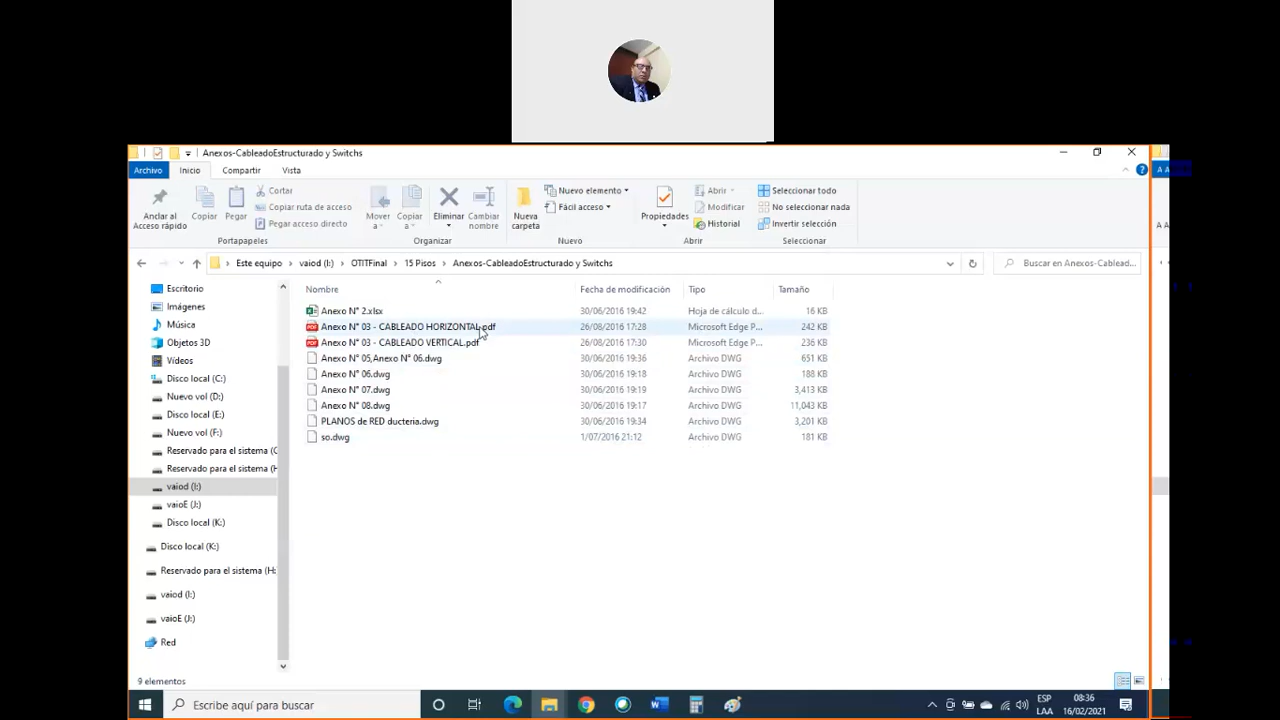 Anexos-CableadoEstructurado y Switchs
Archivo Inicio Compartir Vista
Anclar al Acceso rápido
Copiar
Pegar
Cortar
Copiar ruta de acceso
Pegar acceso directo
Portapapeles
Mover a
Copiar a
Eliminar
Cambiar nombre
Organizar
Nueva carpeta
Nuevo elemento
Fácil acceso
Nuevo
Propiedades
Abrir
Modificar
Historial
Abrir
Seleccionar todo
No seleccionar nada
Invertir selección
Seleccionar
Este equipo > vaiod (I:) > OTITFinal > 15 Pisos > Anexos-CableadoEstructurado y Switchs
Buscar en Anexos-Cablead...
Escritorio
Imágenes
Música
Objetos 3D
Vídeos
Disco local (C:)
Nuevo vol (D:)
Disco local (E:)
Nuevo vol (F:)
Reservado para el sistema (
Reservado para el sistema (H
vaiod (I:)
vaioE (J:)
Disco local (K:)
Disco local (K:)
Reservado para el sistema (H:
vaiod (I:)
vaioE (J:)
Red
Nombre Fecha de modificación Tipo Tamaño
Anexo N° 2.xlsx 30/06/2016 19:42 Hoja de cálculo d... 16 KB
Anexo N° 03 - CABLEADO HORIZONTAL.pdf 26/08/2016 17:28 Microsoft Edge P... 242 KB
Anexo N° 03 - CABLEADO VERTICAL.pdf 26/08/2016 17:30 Microsoft Edge P... 236 KB
Anexo N° 05,Anexo N° 06.dwg 30/06/2016 19:36 Archivo DWG 651 KB
Anexo N° 06.dwg 30/06/2016 19:18 Archivo DWG 188 KB
Anexo N° 07.dwg 30/06/2016 19:19 Archivo DWG 3,413 KB
Anexo N° 08.dwg 30/06/2016 19:17 Archivo DWG 11,043 KB
PLANOS de RED ducteria.dwg 30/06/2016 19:34 Archivo DWG 3,201 KB
so.dwg 1/07/2016 21:12 Archivo DWG 181 KB
9 elementos
Escribe aquí para buscar
ESP
LAA
08:36
16/02/2021